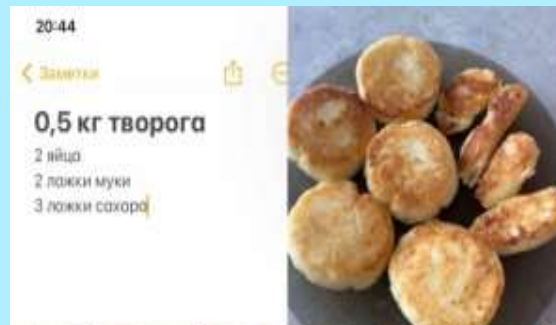 20:44
Заметки
0,5 кг творога
2 яйца
2 ложки муки
3 ложки сахара